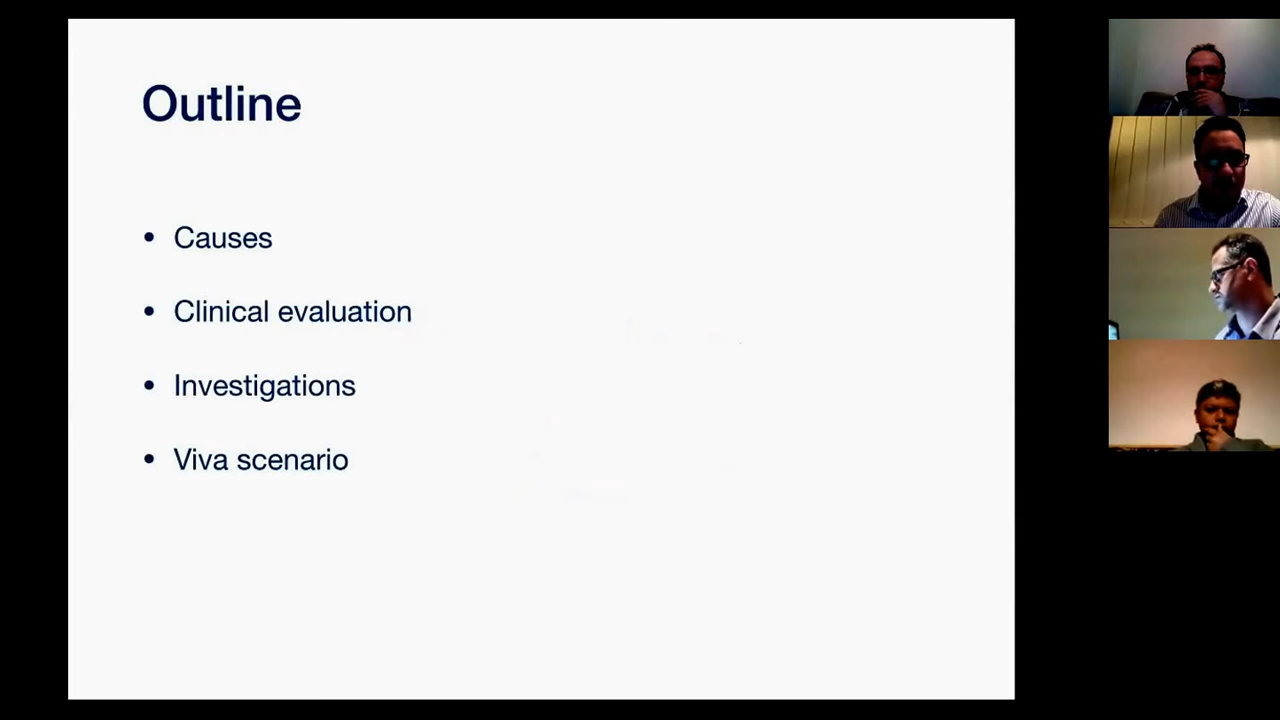 Outline
• Causes
• Clinical evaluation
• Investigations
• Viva scenario